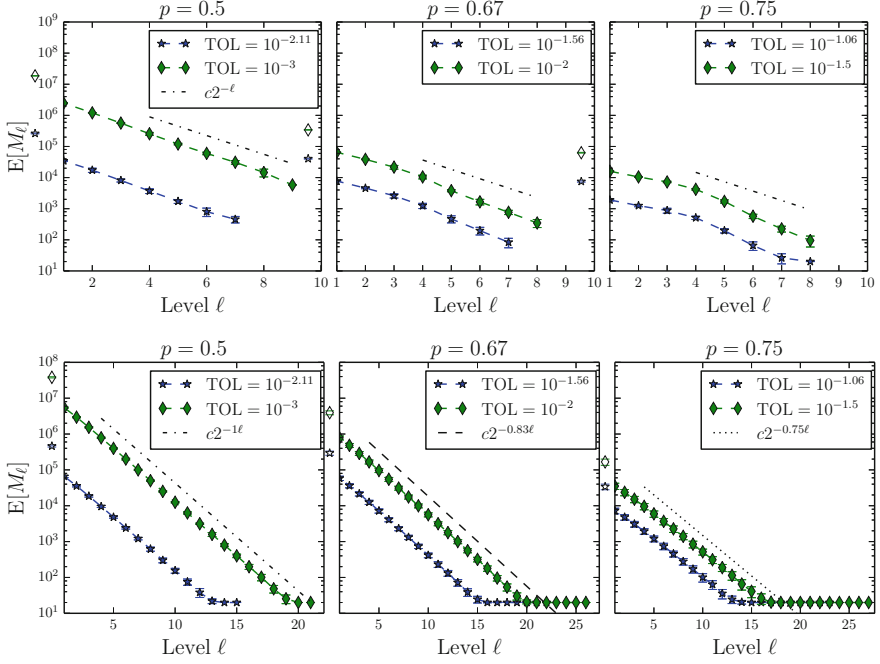 p = 0.5
p = 0.67
p = 0.75
10^9
10^8
10^7
10^6
10^5
10^4
10^3
10^2
10^1
E[M_ℓ]
TOL = 10^{-2.11}
TOL = 10^{-3}
c2^{-ℓ}
TOL = 10^{-1.56}
TOL = 10^{-2}
TOL = 10^{-1.06}
TOL = 10^{-1.5}
2 4 6 8 10
1 2 3 4 5 6 7 8 9 10
1 2 3 4 5 6 7 8 9 10
Level ℓ
Level ℓ
Level ℓ
p = 0.5
p = 0.67
p = 0.75
10^8
10^7
10^6
10^5
10^4
10^3
10^2
10^1
E[M_ℓ]
TOL = 10^{-2.11}
TOL = 10^{-3}
c2^{-1ℓ}
TOL = 10^{-1.56}
TOL = 10^{-2}
c2^{-0.83ℓ}
TOL = 10^{-1.06}
TOL = 10^{-1.5}
c2^{-0.75ℓ}
5 10 15 20
5 10 15 20 25
5 10 15 20 25
Level ℓ
Level ℓ
Level ℓ